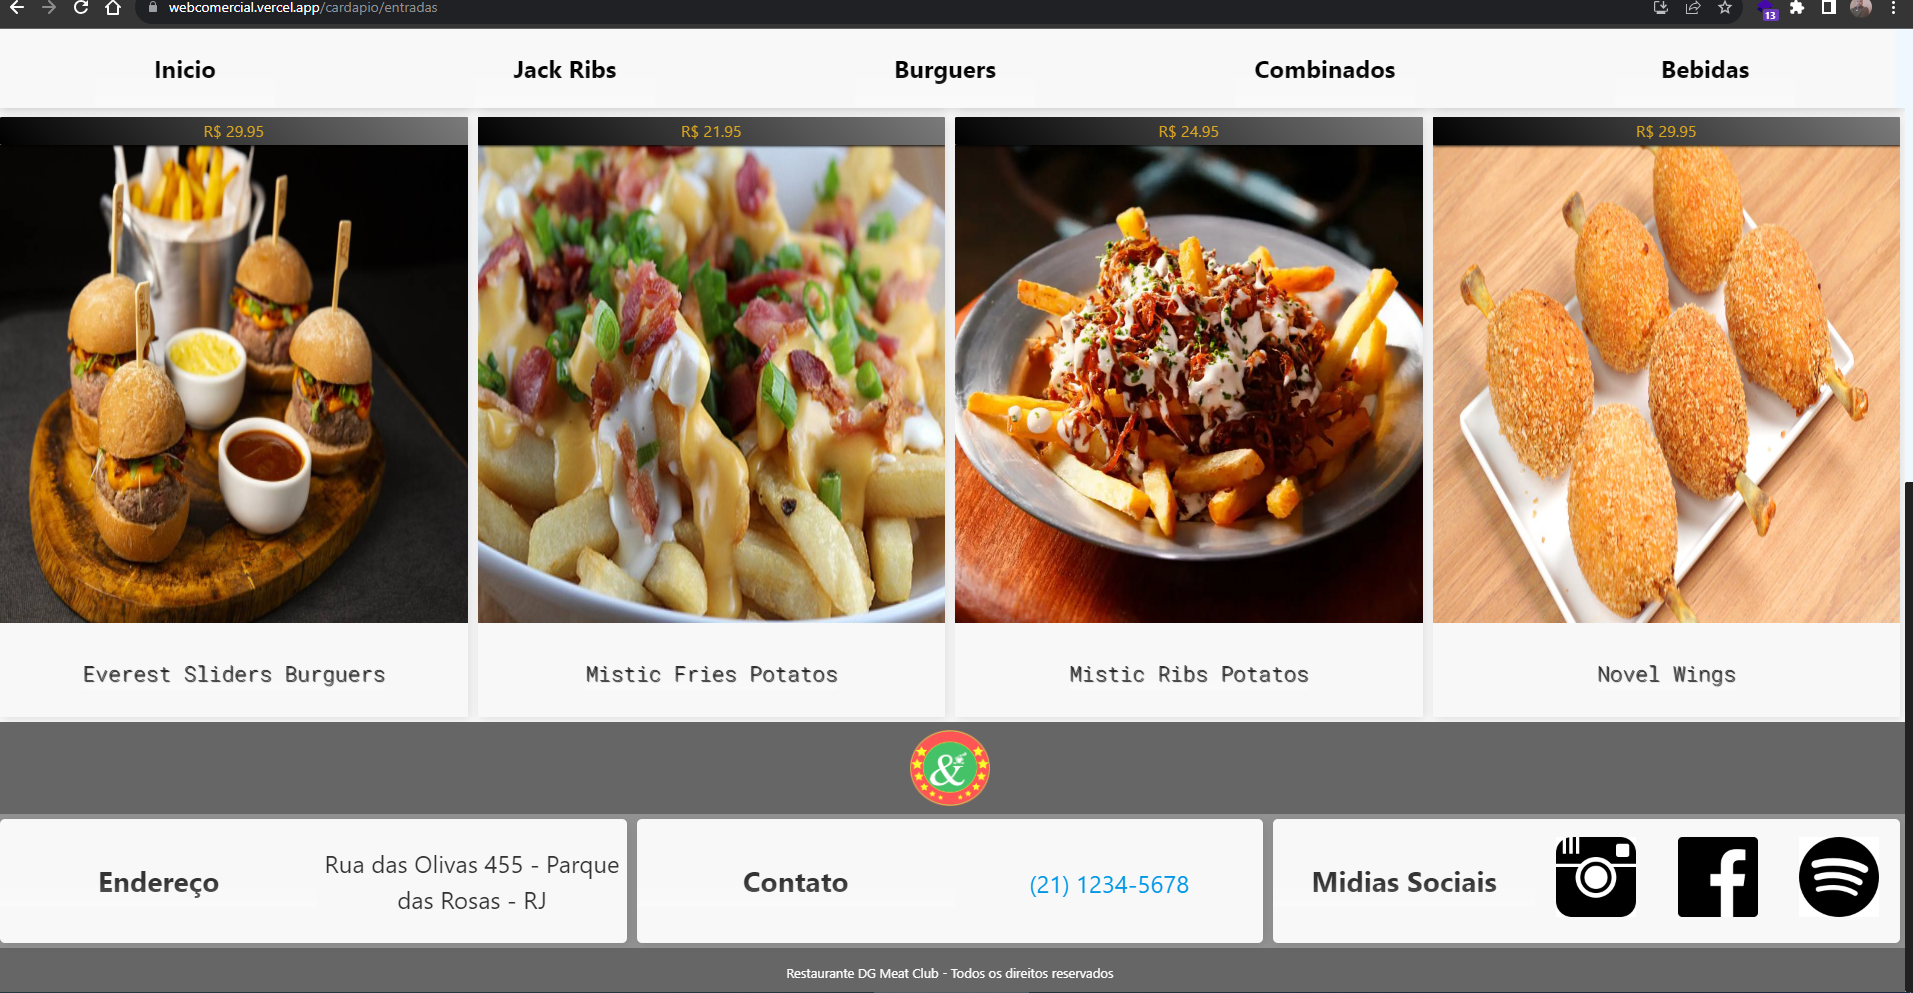 webcomercial.vercel.app/cardapio/entradas
13
Inicio
Jack Ribs
Burguers
Combinados
Bebidas
R$ 29.95
R$ 21.95
R$ 24.95
R$ 29.95
Everest Sliders Burguers
Mistic Fries Potatos
Mistic Ribs Potatos
Novel Wings
&
Endereço
Rua das Olivas 455 - Parque
das Rosas - RJ
Contato
(21) 1234-5678
Midias Sociais
Restaurante DG Meat Club - Todos os direitos reservados